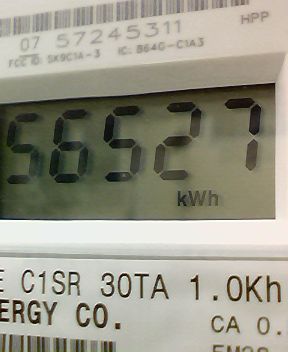 HPP
07 57245311
FCC ID: SK9C1A-3 IC: 864G-C1A3
56527
kWh
E C1SR 30TA 1.0Kh
ERGY CO.
CA 0.